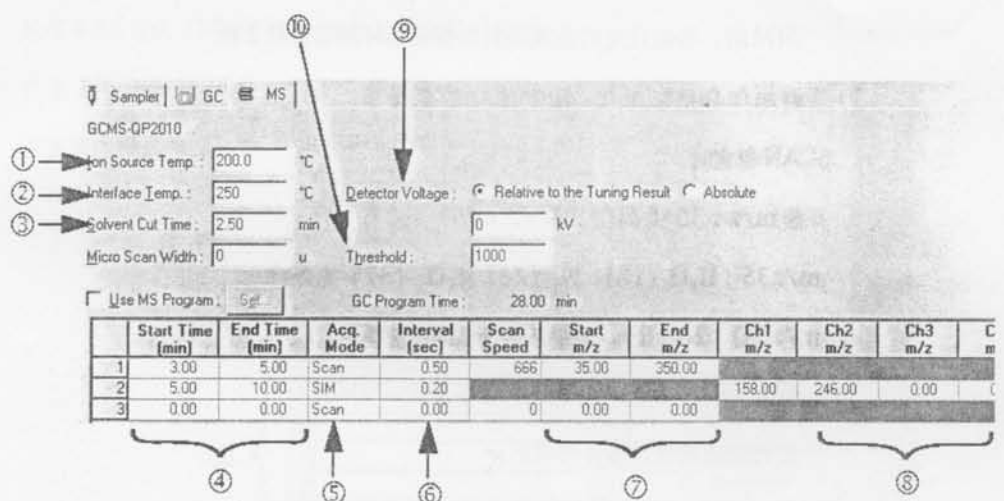 ⑩ ⑨
Sampler GC MS
GCMS-QP2010
① Ion Source Temp.: 200.0 °C
② Interface Temp.: 250 °C Detector Voltage: Relative to the Tuning Result Absolute
③ Solvent Cut Time: 2.50 min 0 kV
Micro Scan Width: 0 u Threshold: 1000
Use MS Program: Set GC Program Time: 28.00 min
Start Time (min) End Time (min) Acq. Mode Interval (sec) Scan Speed Start m/z End m/z Ch1 m/z Ch2 m/z Ch3 m/z C m
1 3.00 5.00 Scan 0.50 666 35.00 350.00
2 5.00 10.00 SIM 0.20 158.00 246.00 0.00 0
3 0.00 0.00 Scan 0.00 0 0.00 0.00
④ ⑤ ⑥ ⑦ ⑧